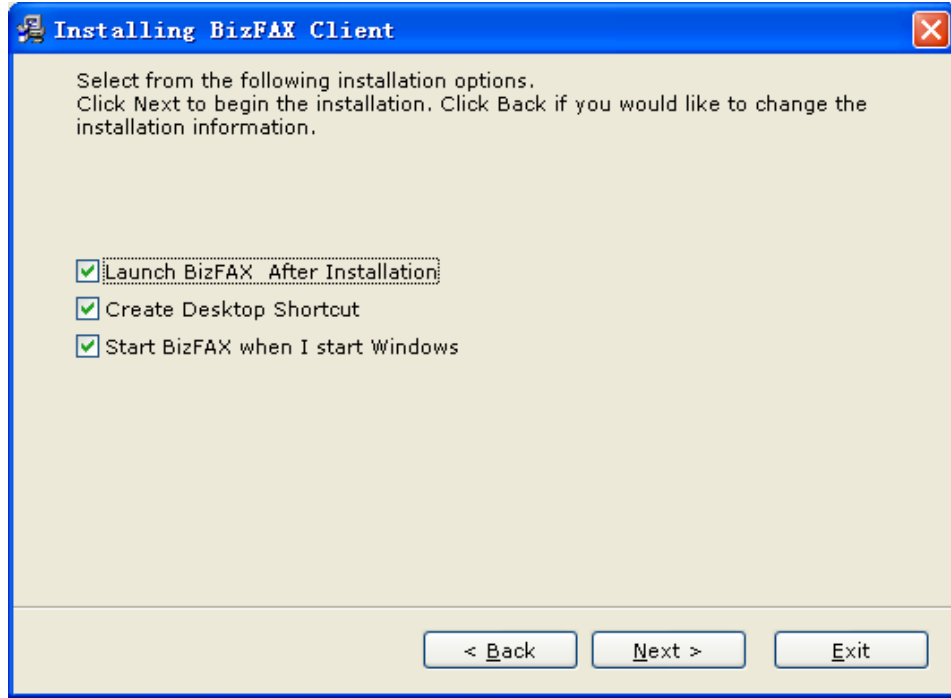 Installing BizFAX Client
Select from the following installation options.
Click Next to begin the installation. Click Back if you would like to change the
installation information.
Launch BizFAX  After Installation
Create Desktop Shortcut
Start BizFAX when I start Windows
< Back
Next >
Exit